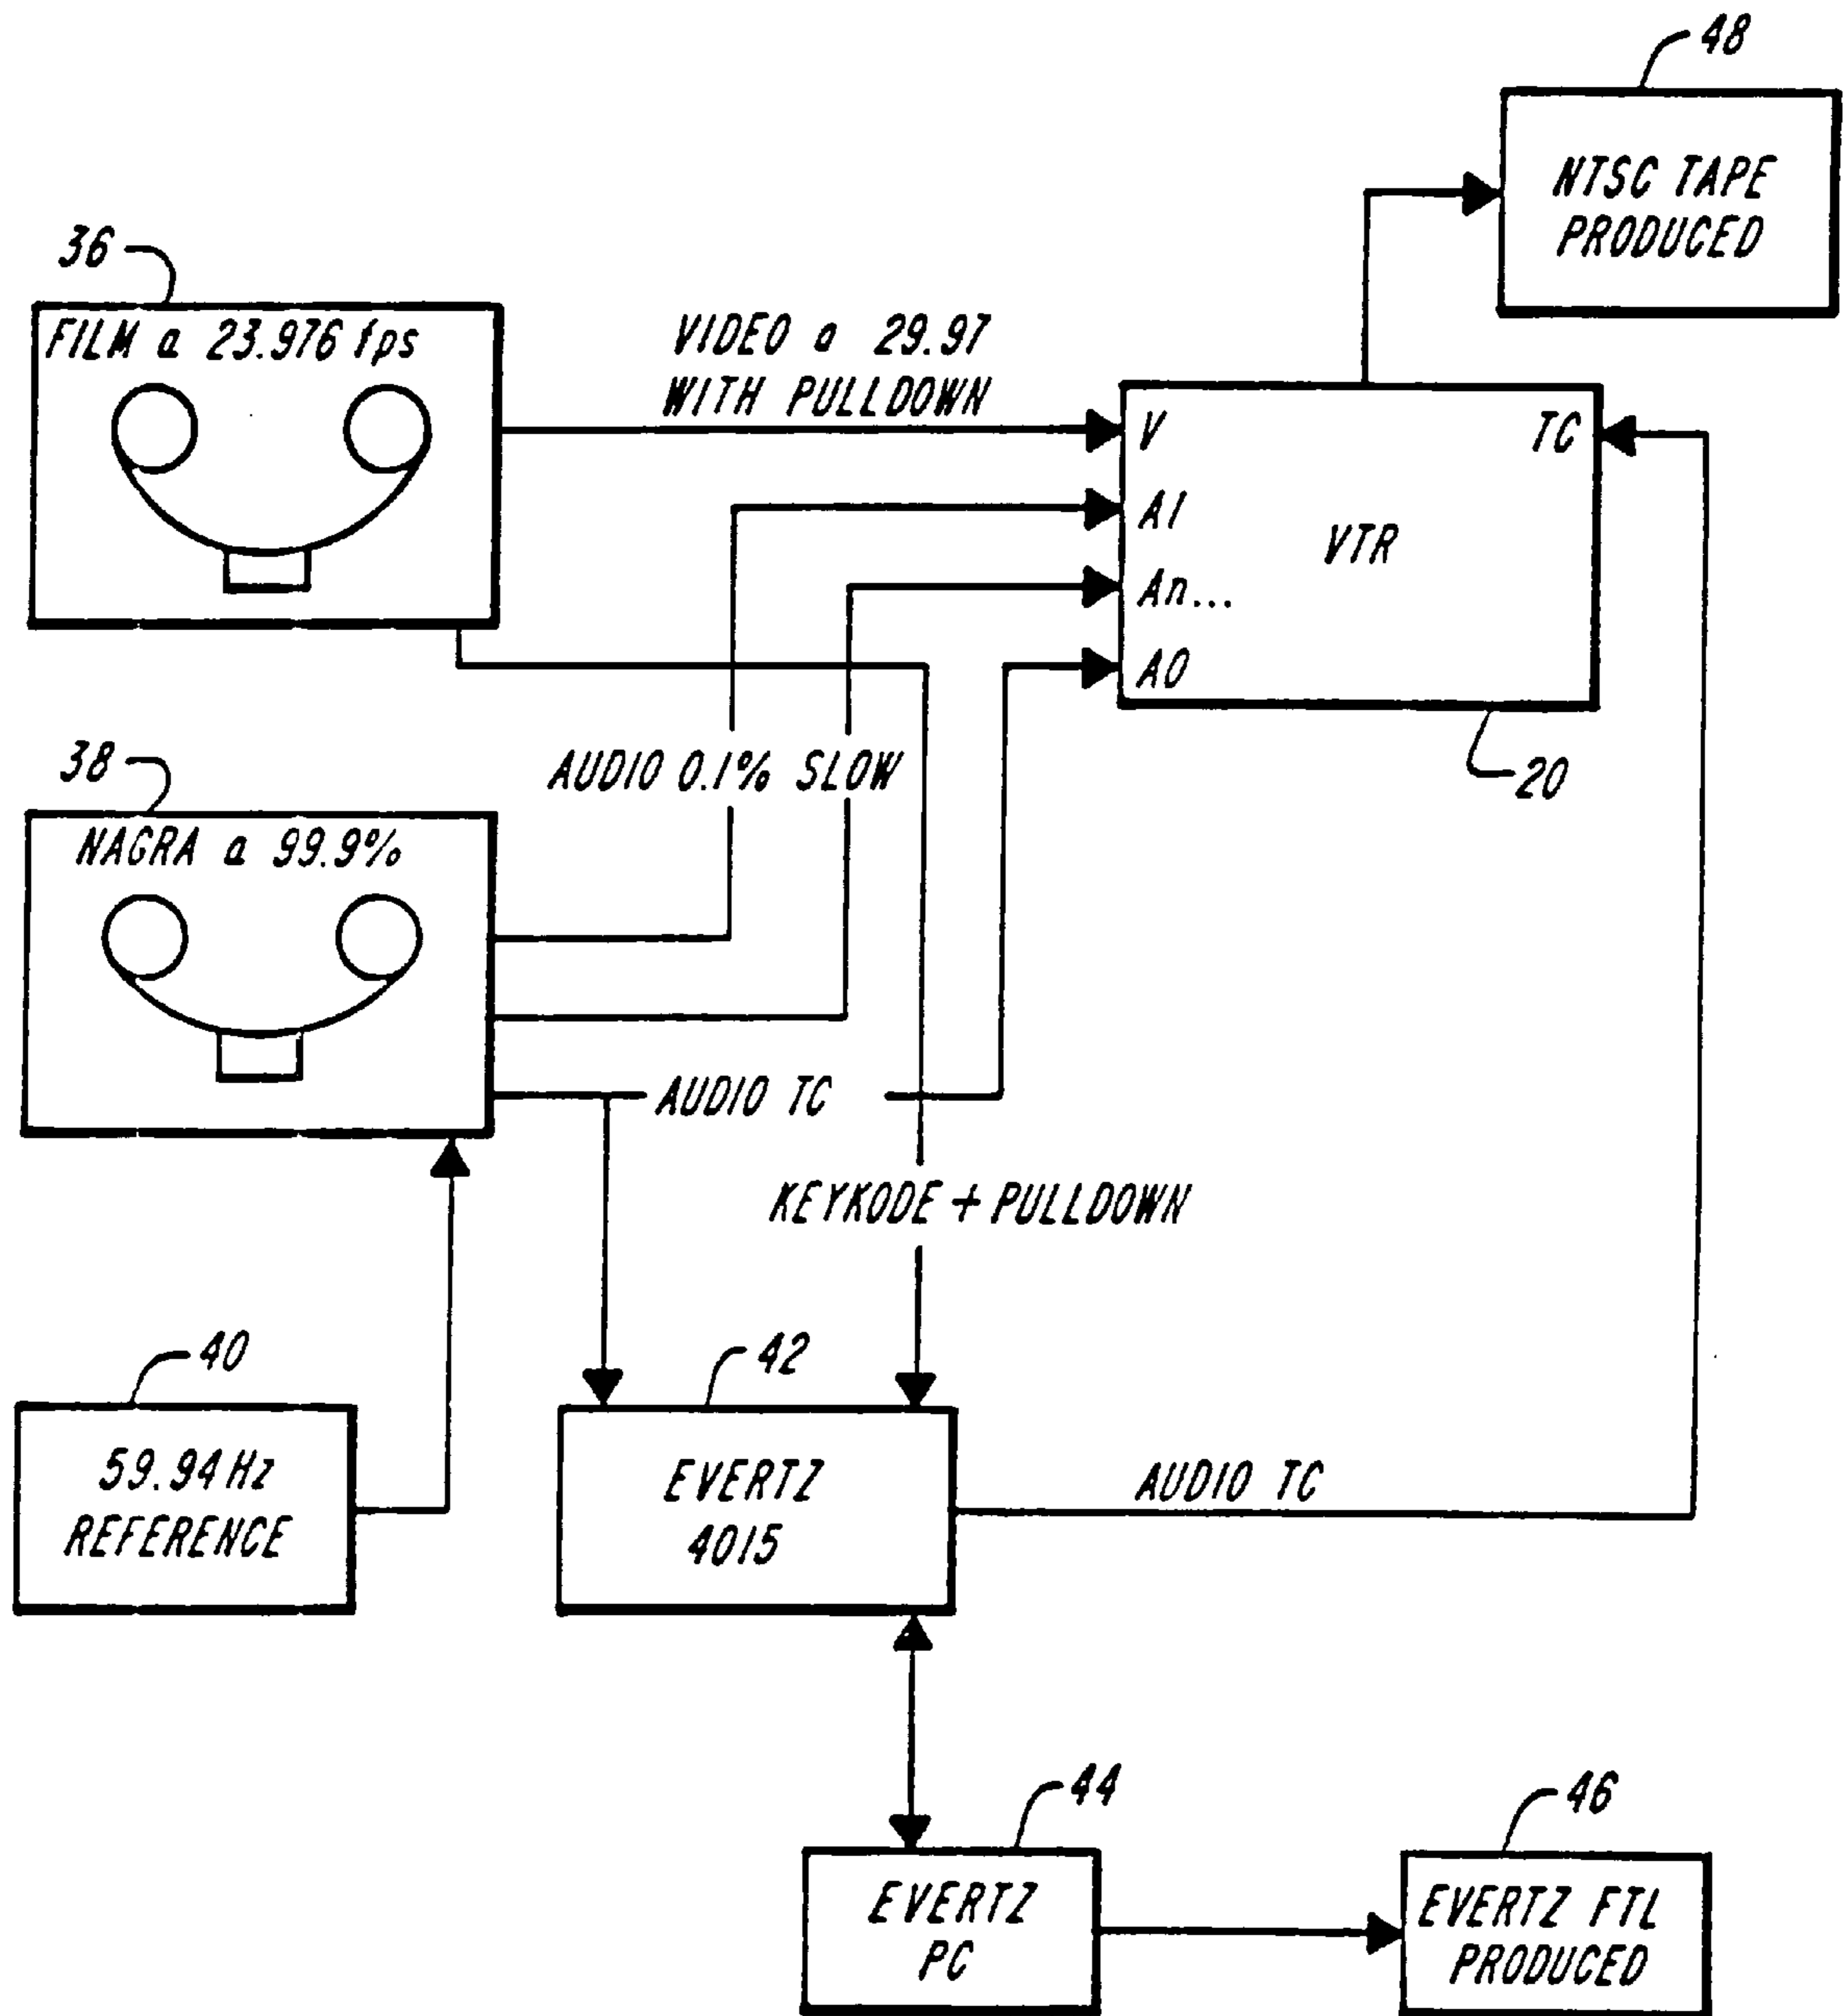 48
NTSC TAPE
PRODUCED
36
FILM a 23.976 fps
VIDEO a 29.97
WITH PULLDOWN
V
TC
A1
VTR
An...
A0
20
AUDIO 0.1% SLOW
38
NAGRA a 99.9%
AUDIO TC
KEYKODE + PULLDOWN
40
59.94 Hz
REFERENCE
42
EVERTZ
4015
AUDIO TC
44
EVERTZ
PC
46
EVERTZ FTL
PRODUCED